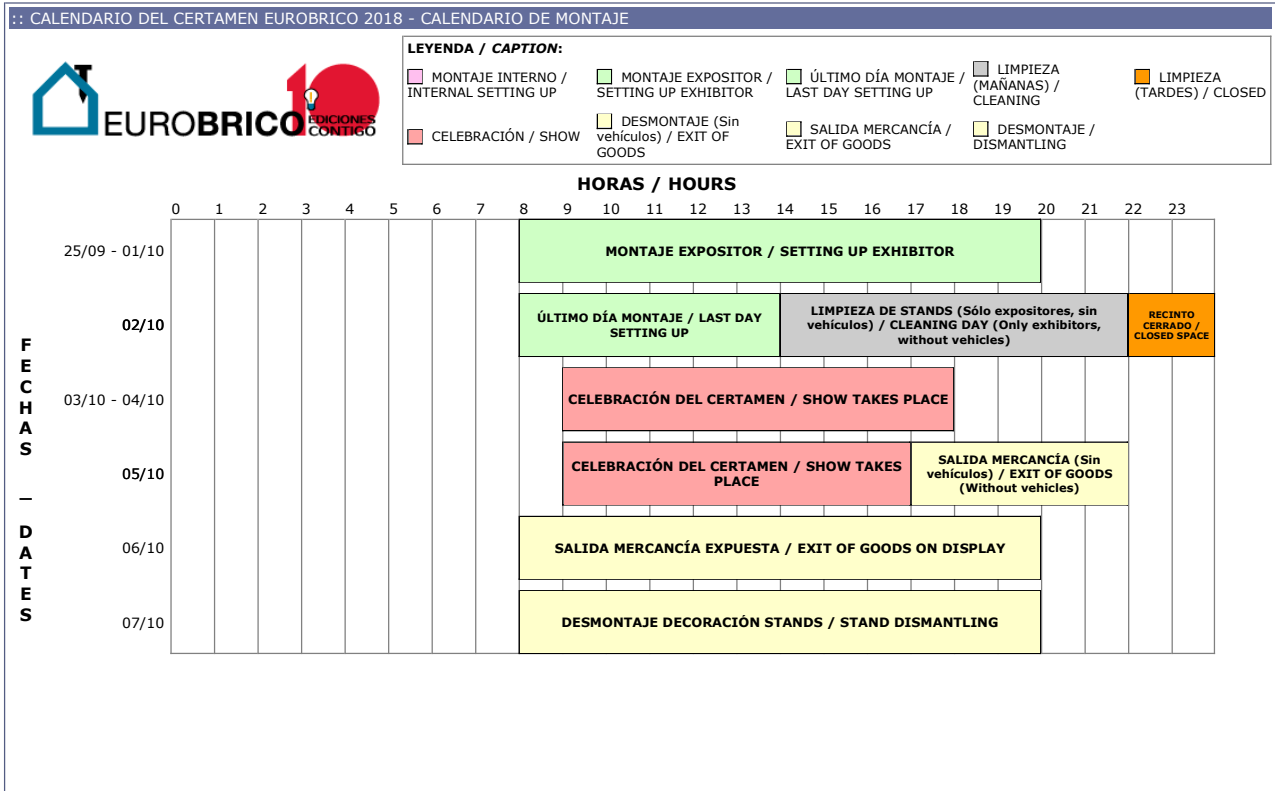 :: CALENDARIO DEL CERTAMEN EUROBRICO 2018 - CALENDARIO DE MONTAJE
EUROBRICO
10
EDICIONES
CONTIGO
LEYENDA / CAPTION:
MONTAJE INTERNO /
INTERNAL SETTING UP
MONTAJE EXPOSITOR /
SETTING UP EXHIBITOR
ÚLTIMO DÍA MONTAJE /
LAST DAY SETTING UP
LIMPIEZA
(MAÑANAS) /
CLEANING
LIMPIEZA
(TARDES) / CLOSED
CELEBRACIÓN / SHOW
DESMONTAJE (Sin
vehículos) / EXIT OF
GOODS
SALIDA MERCANCÍA /
EXIT OF GOODS
DESMONTAJE /
DISMANTLING
HORAS / HOURS
0 1 2 3 4 5 6 7 8 9 10 11 12 13 14 15 16 17 18 19 20 21 22 23
FECHAS – DATES
25/09 - 01/10
MONTAJE EXPOSITOR / SETTING UP EXHIBITOR
02/10
ÚLTIMO DÍA MONTAJE / LAST DAY
SETTING UP
LIMPIEZA DE STANDS (Sólo expositores, sin
vehículos) / CLEANING DAY (Only exhibitors,
without vehicles)
RECINTO
CERRADO /
CLOSED SPACE
03/10 - 04/10
CELEBRACIÓN DEL CERTAMEN / SHOW TAKES PLACE
05/10
CELEBRACIÓN DEL CERTAMEN / SHOW TAKES
PLACE
SALIDA MERCANCÍA (Sin
vehículos) / EXIT OF GOODS
(Without vehicles)
06/10
SALIDA MERCANCÍA EXPUESTA / EXIT OF GOODS ON DISPLAY
07/10
DESMONTAJE DECORACIÓN STANDS / STAND DISMANTLING